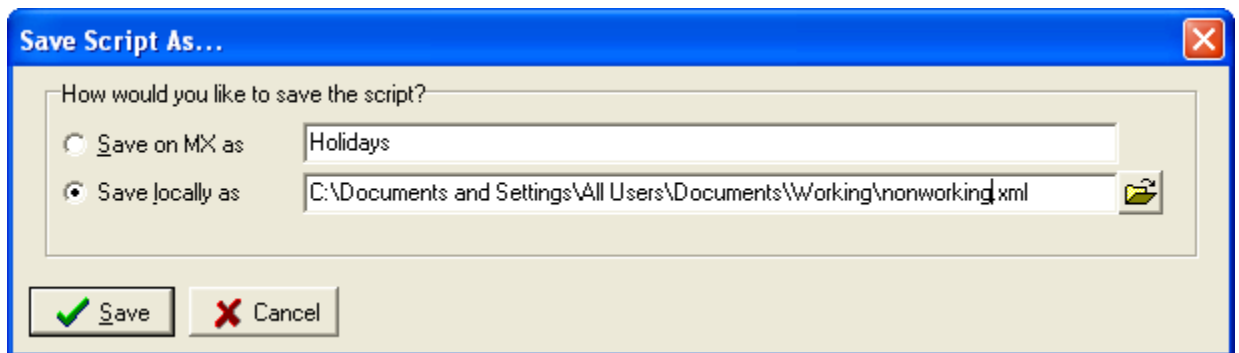 Save Script As...
How would you like to save the script?
Save on MX as Holidays
Save locally as C:\Documents and Settings\All Users\Documents\Working\nonworking.xml
Save Cancel